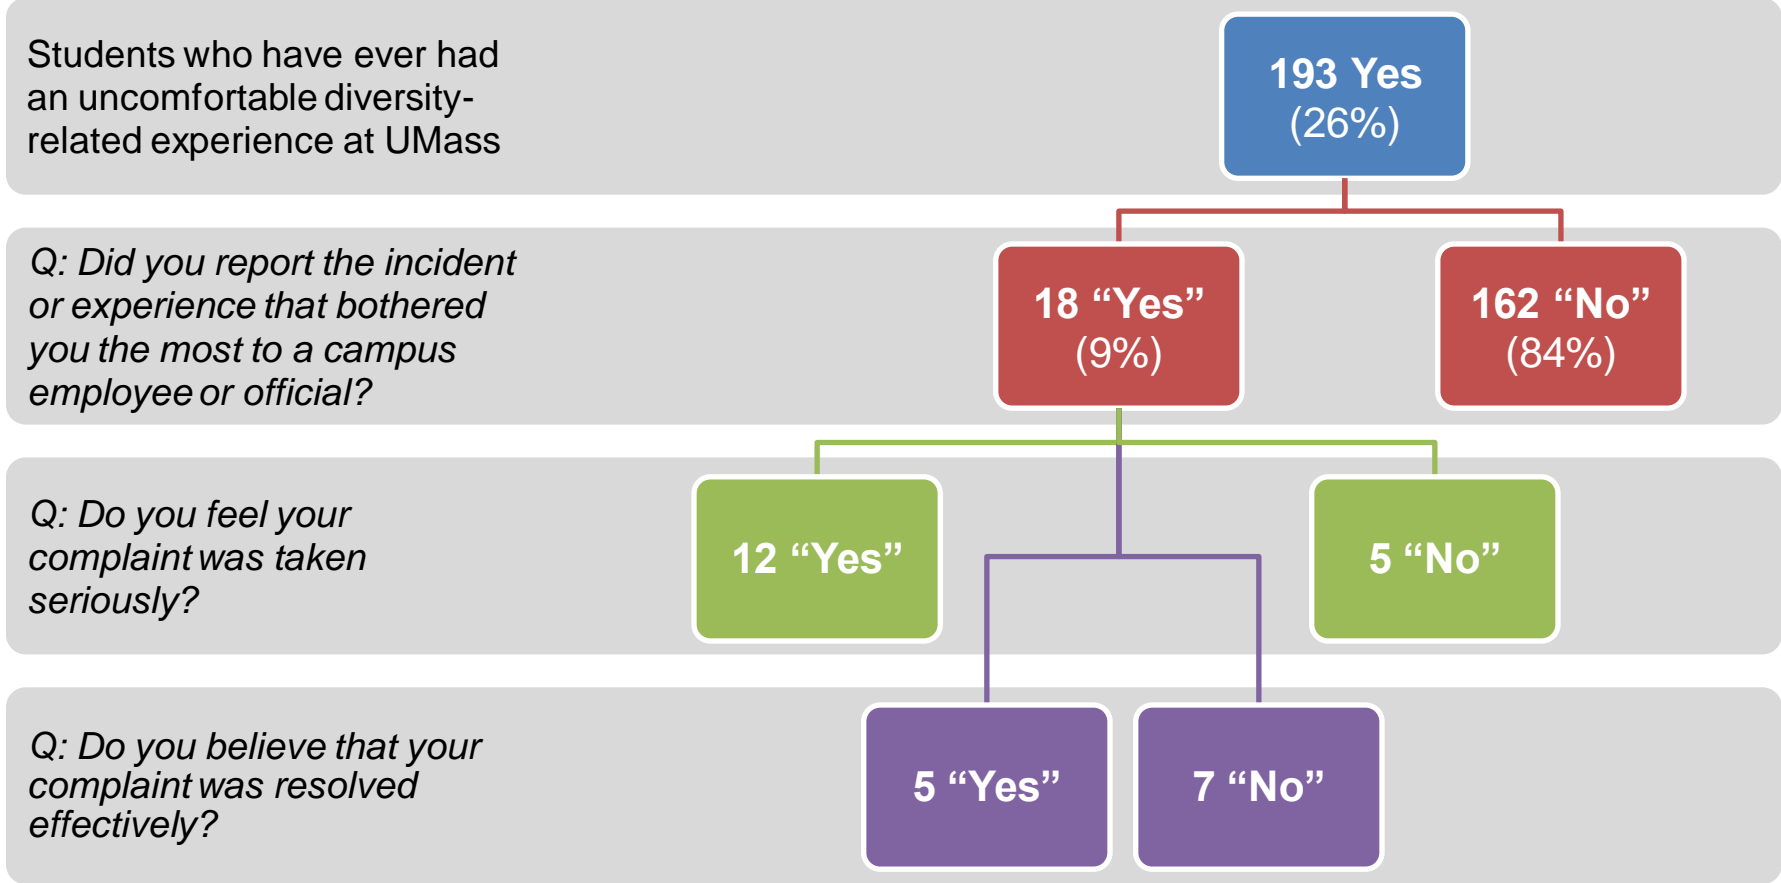 Students who have ever had
an uncomfortable diversity-
related experience at UMass
193 Yes
(26%)
Q: Did you report the incident
or experience that bothered
you the most to a campus
employee or official?
18 “Yes”
(9%)
162 “No”
(84%)
Q: Do you feel your
complaint was taken
seriously?
12 “Yes”
5 “No”
Q: Do you believe that your
complaint was resolved
effectively?
5 “Yes”
7 “No”